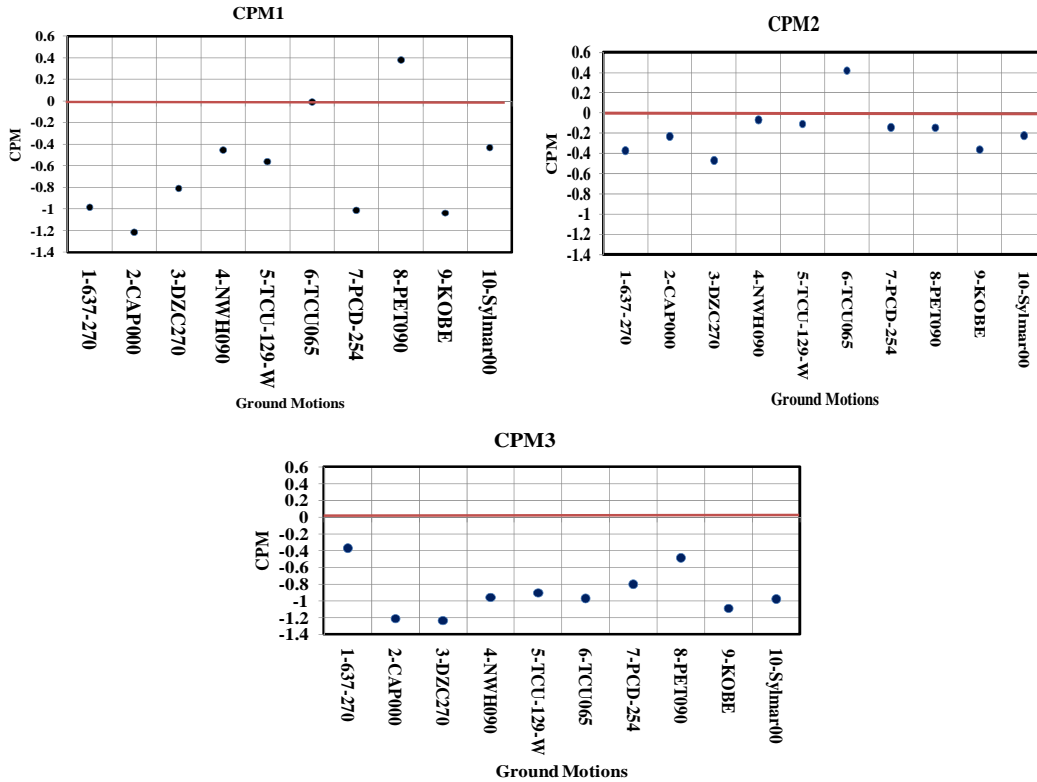 CPM1
0.6
0.4
0.2
0
-0.2
-0.4
-0.6
-0.8
-1
-1.2
-1.4
CPM
1-637-270
2-CAP000
3-DZC270
4-NWH090
5-TCU-129-W
6-TCU065
7-PCD-254
8-PET090
9-KOBE
10-Sylmar00
Ground Motions
CPM2
0.6
0.4
0.2
0
-0.2
-0.4
-0.6
-0.8
-1
-1.2
-1.4
CPM
1-637-270
2-CAP000
3-DZC270
4-NWH090
5-TCU-129-W
6-TCU065
7-PCD-254
8-PET090
9-KOBE
10-Sylmar00
Ground Motions
CPM3
0.6
0.4
0.2
0
-0.2
-0.4
-0.6
-0.8
-1
-1.2
-1.4
CPM
1-637-270
2-CAP000
3-DZC270
4-NWH090
5-TCU-129-W
6-TCU065
7-PCD-254
8-PET090
9-KOBE
10-Sylmar00
Ground Motions